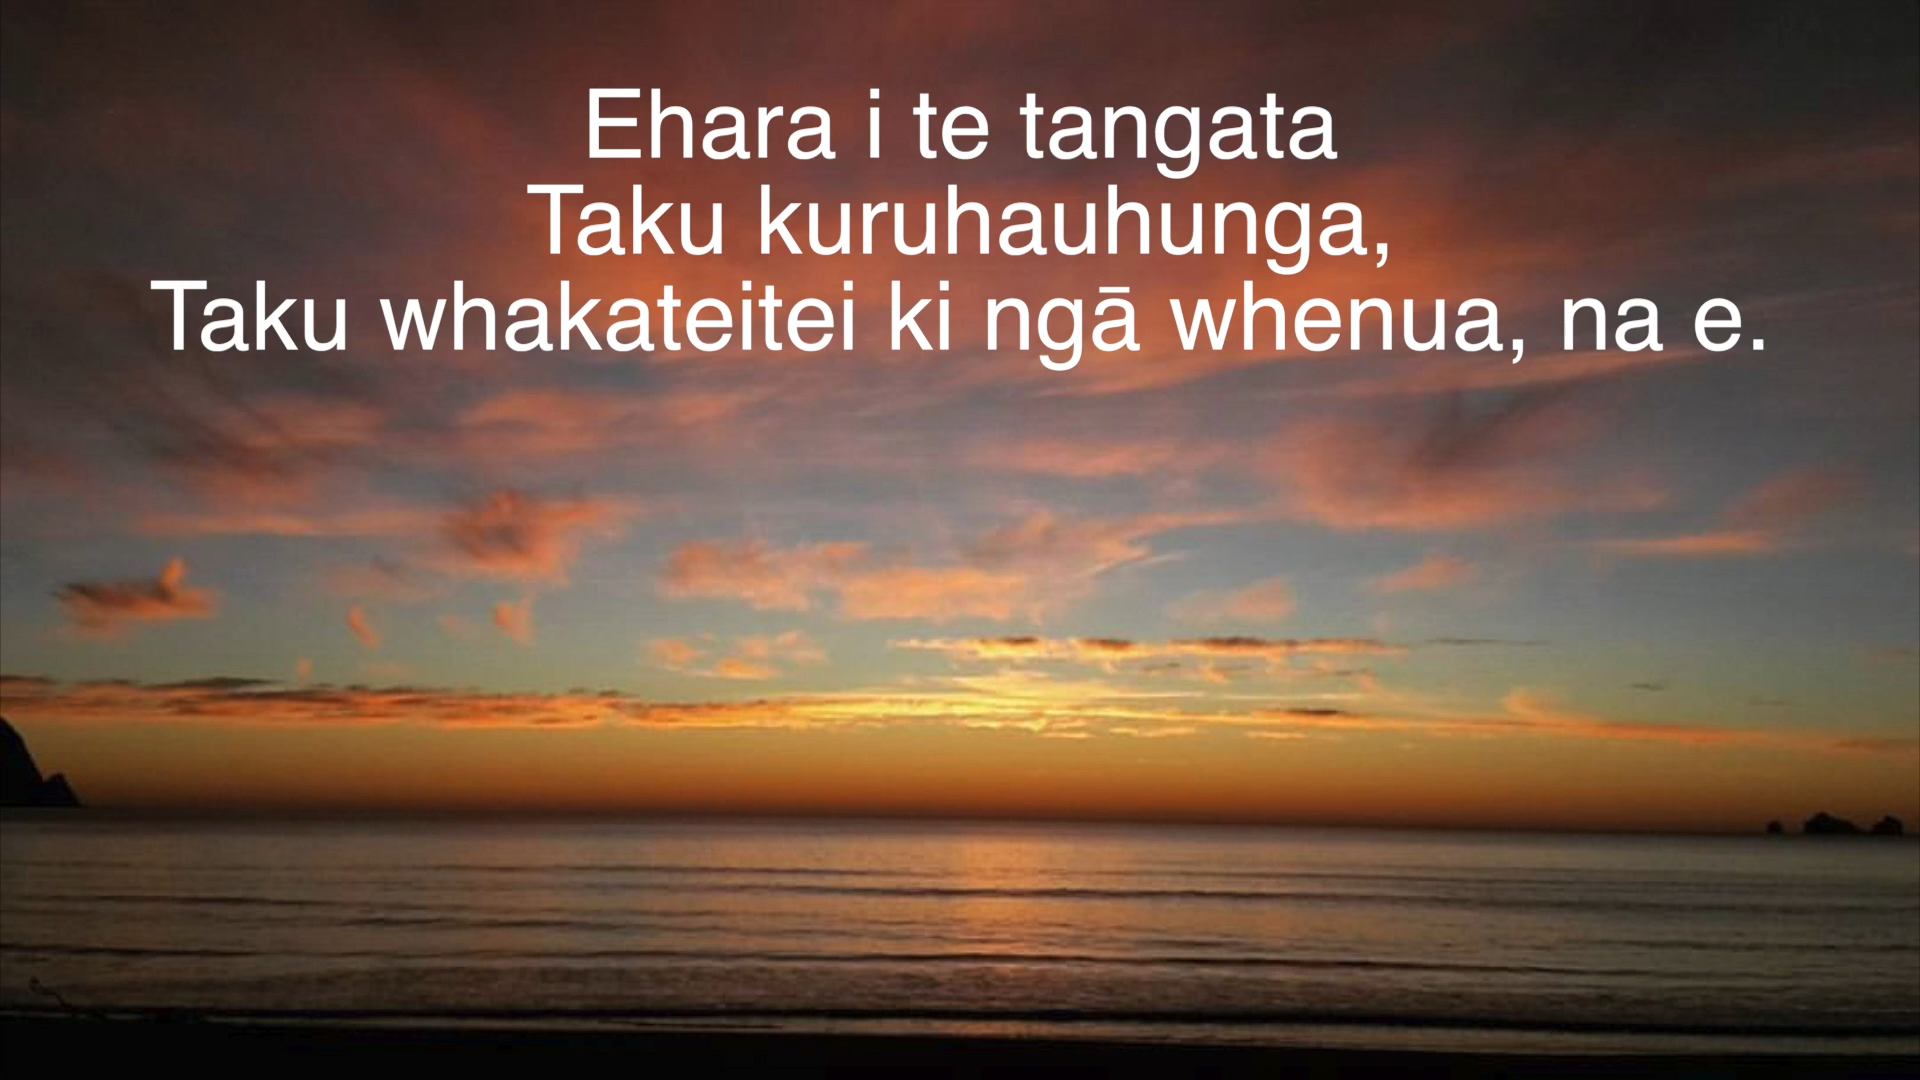 Ehara i te tangata
Taku kuruhauhunga,
Taku whakateitei ki ngā whenua, na e.